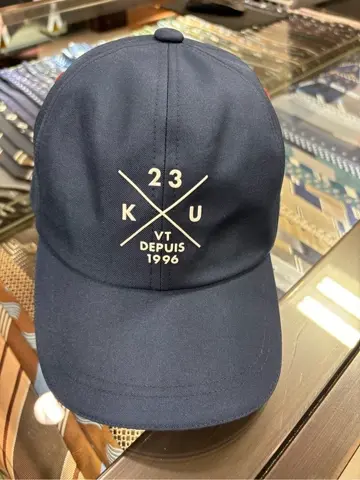 23
K U
VT
DEPUIS
1996